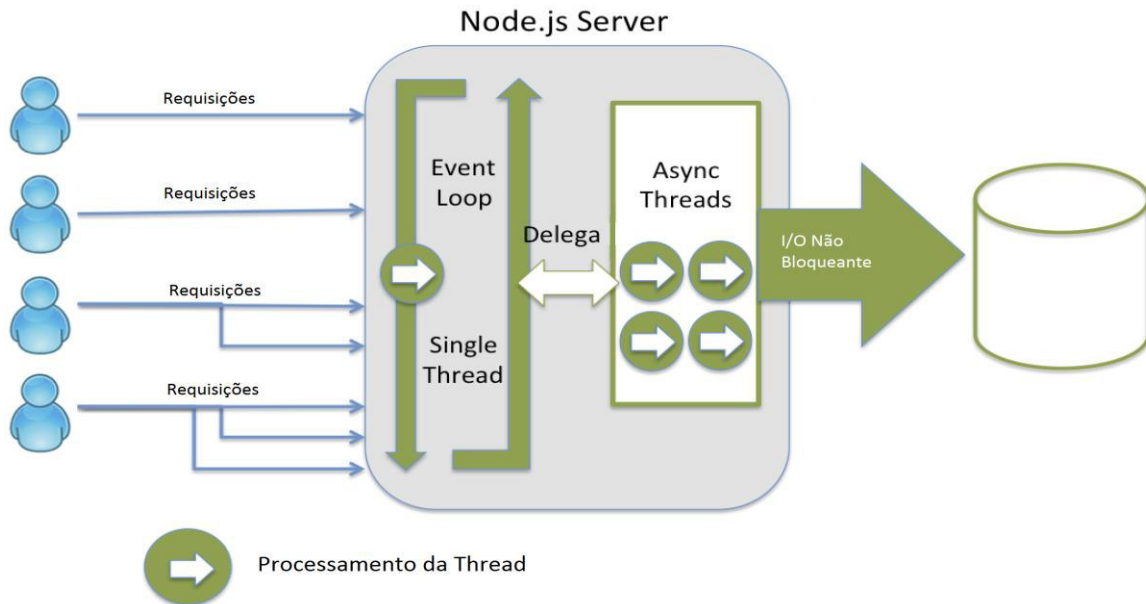 Node.js Server
Requisições
Requisições
Requisições
Requisições
Event
Loop
Single
Thread
Delega
Async
Threads
I/O Não
Bloqueante
Processamento da Thread